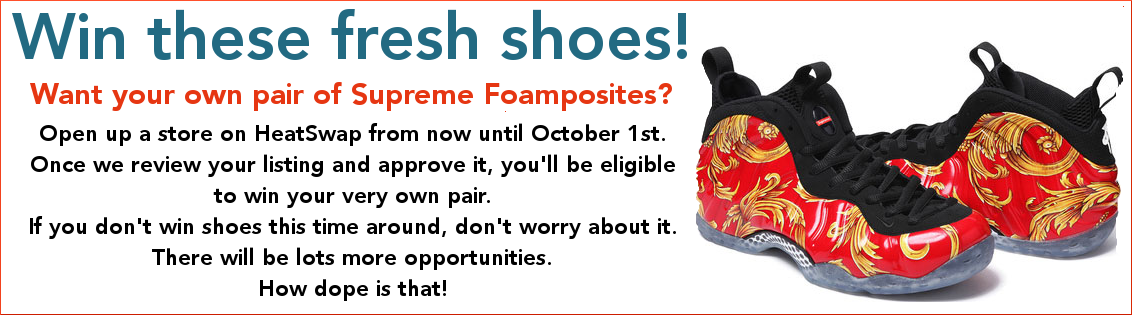 Win these fresh shoes!
Want your own pair of Supreme Foamposites?
Open up a store on HeatSwap from now until October 1st.
Once we review your listing and approve it, you'll be eligible
to win your very own pair.
If you don't win shoes this time around, don't worry about it.
There will be lots more opportunities.
How dope is that!